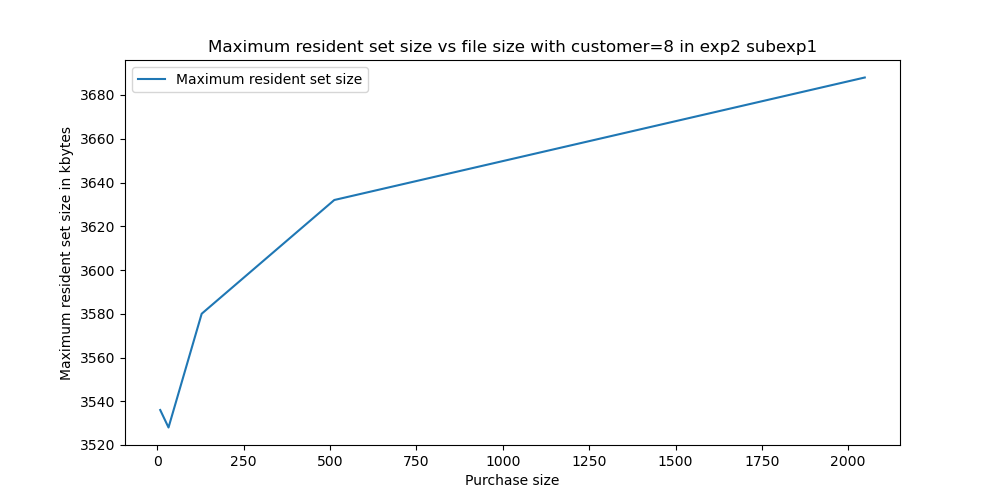 Maximum resident set size vs file size with customer=8 in exp2 subexp1
Maximum resident set size
Maximum resident set size in kbytes
3680
3660
3640
3620
3600
3580
3560
3540
3520
0 250 500 750 1000 1250 1500 1750 2000
Purchase size